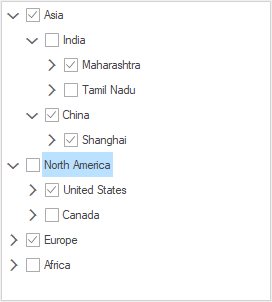 Asia
India
Maharashtra
Tamil Nadu
China
Shanghai
North America
United States
Canada
Europe
Africa